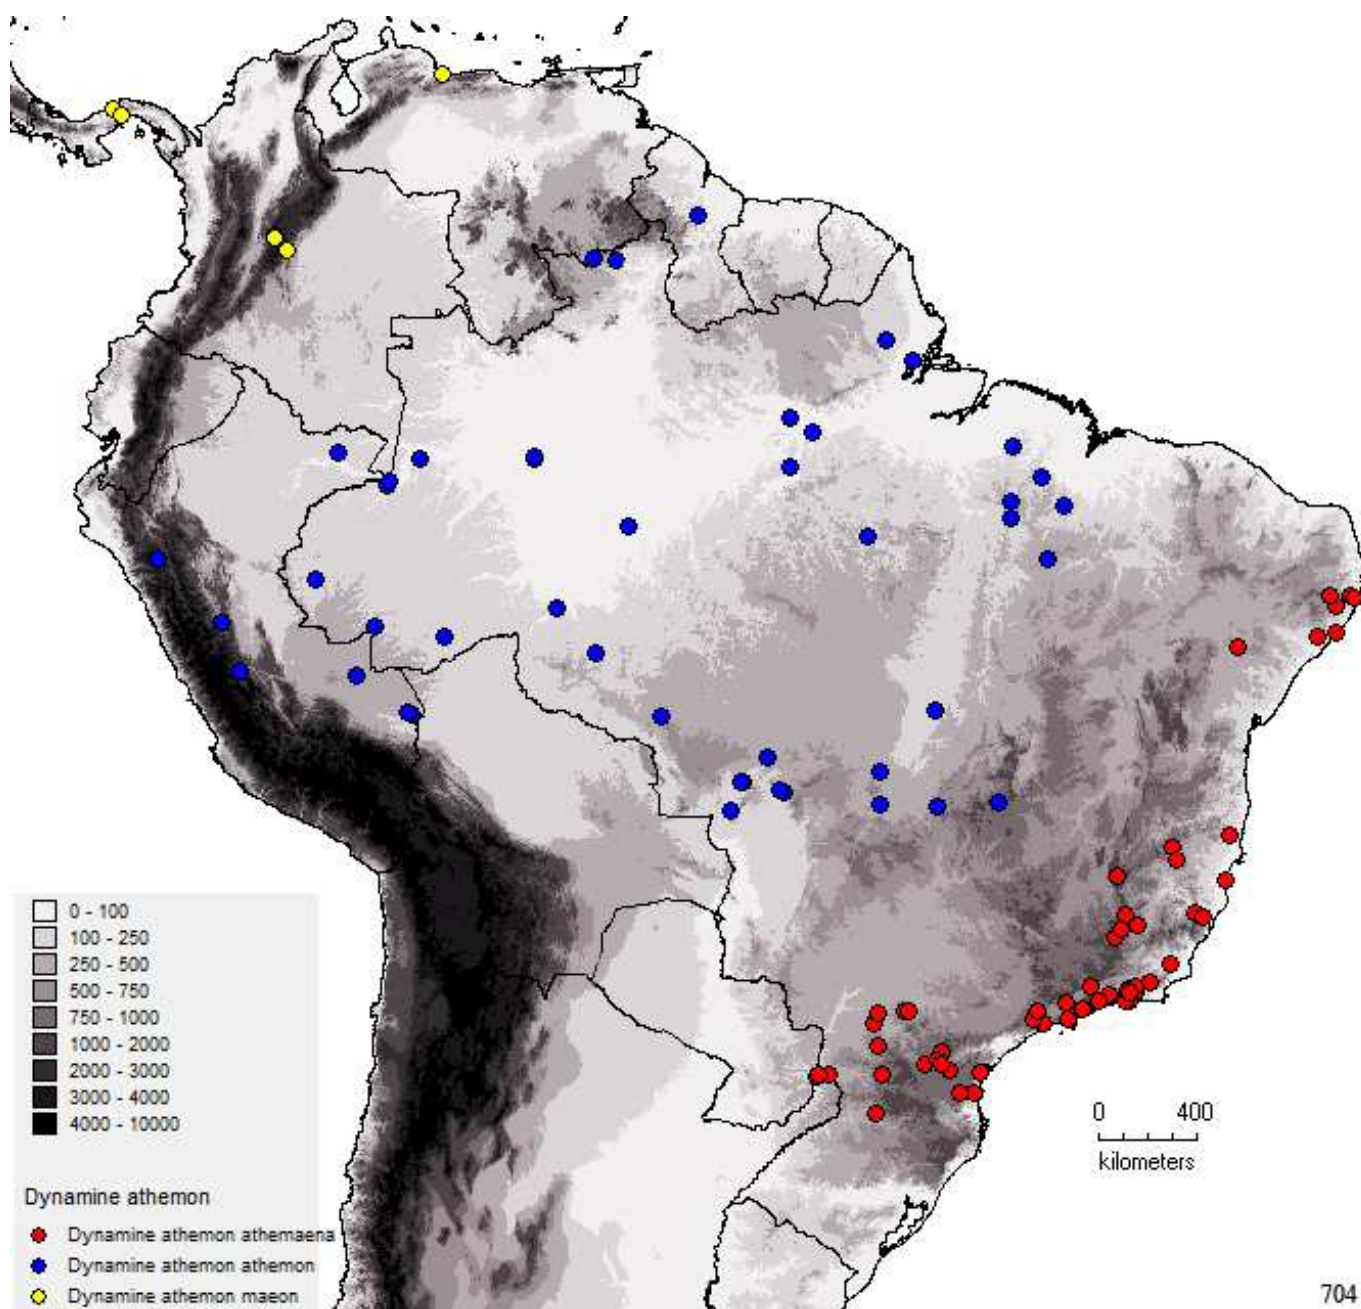 0 - 100
100 - 250
250 - 500
500 - 750
750 - 1000
1000 - 2000
2000 - 3000
3000 - 4000
4000 - 10000
0 400
kilometers
Dynamine athemon
Dynamine athemon athemaena
Dynamine athemon athemon
Dynamine athemon maeon
704